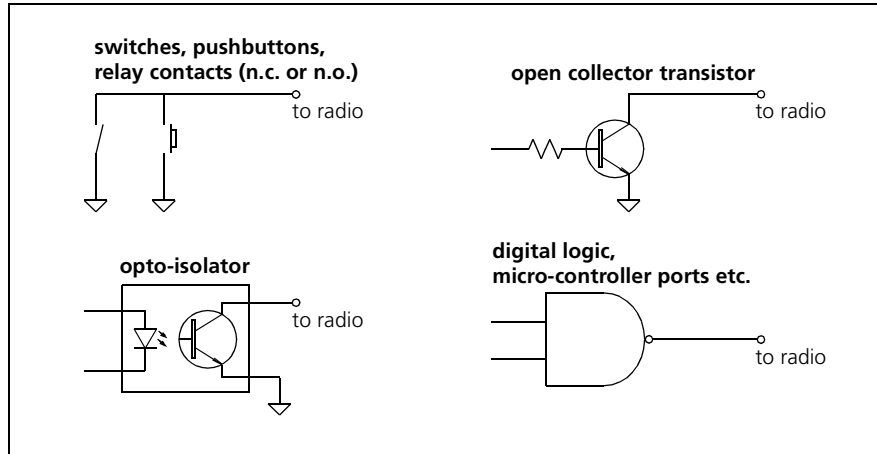 switches, pushbuttons,
relay contacts (n.c. or n.o.)
to radio
open collector transistor
to radio
opto-isolator
to radio
digital logic,
micro-controller ports etc.
to radio